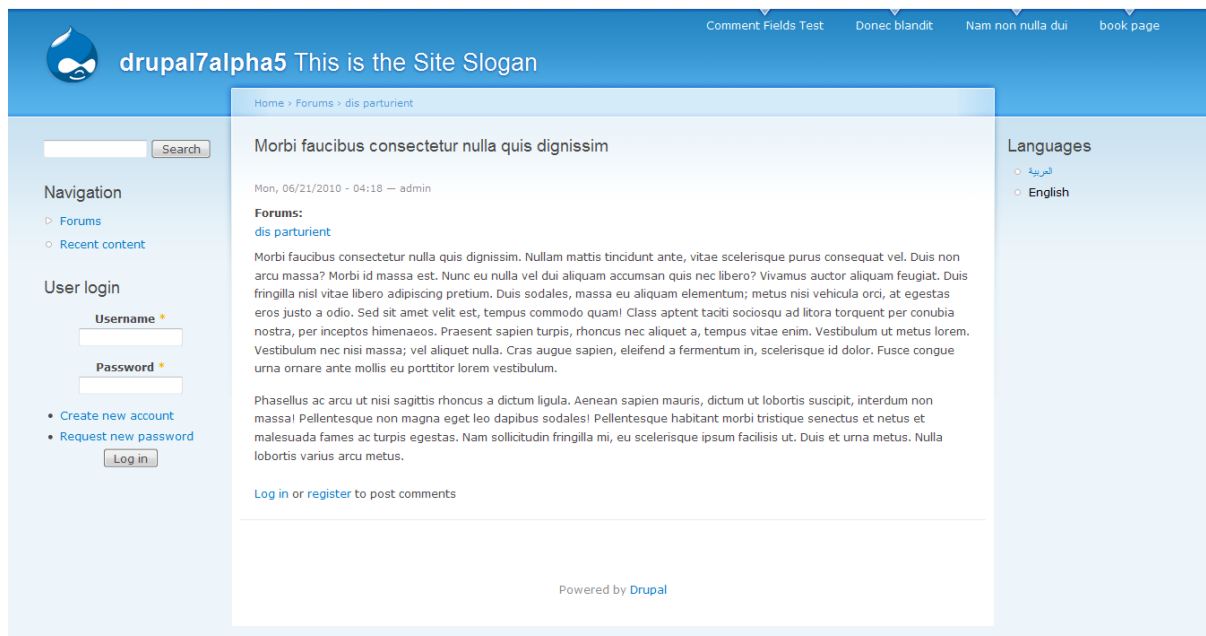 Comment Fields Test Donec blandit Nam non nulla dui book page
drupal7alpha5 This is the Site Slogan
Home › Forums › dis parturient
Search
Navigation
Forums
Recent content
User login
Username *
Password *
Create new account
Request new password
Log in
Morbi faucibus consectetur nulla quis dignissim
Mon, 06/21/2010 - 04:18 — admin
Forums:
dis parturient
Morbi faucibus consectetur nulla quis dignissim. Nullam mattis tincidunt ante, vitae scelerisque purus consequat vel. Duis non
arcu massa? Morbi id massa est. Nunc eu nulla vel dui aliquam accumsan quis nec libero? Vivamus auctor aliquam feugiat. Duis
fringilla nisl vitae libero adipiscing pretium. Duis sodales, massa eu aliquam elementum; metus nisi vehicula orci, at egestas
eros justo a odio. Sed sit amet velit est, tempus commodo quam! Class aptent taciti sociosqu ad litora torquent per conubia
nostra, per inceptos himenaeos. Praesent sapien turpis, rhoncus nec aliquet a, tempus vitae enim. Vestibulum ut metus lorem.
Vestibulum nec nisi massa; vel aliquet nulla. Cras augue sapien, eleifend a fermentum in, scelerisque id dolor. Fusce congue
urna ornare ante mollis eu porttitor lorem vestibulum.
Phasellus ac arcu ut nisi sagittis rhoncus a dictum ligula. Aenean sapien mauris, dictum ut lobortis suscipit, interdum non
massa! Pellentesque non magna eget leo dapibus sodales! Pellentesque habitant morbi tristique senectus et netus et
malesuada fames ac turpis egestas. Nam sollicitudin fringilla mi, eu scelerisque ipsum facilisis ut. Duis et urna metus. Nulla
lobortis varius arcu metus.
Log in or register to post comments
Powered by Drupal
Languages
العربية
English